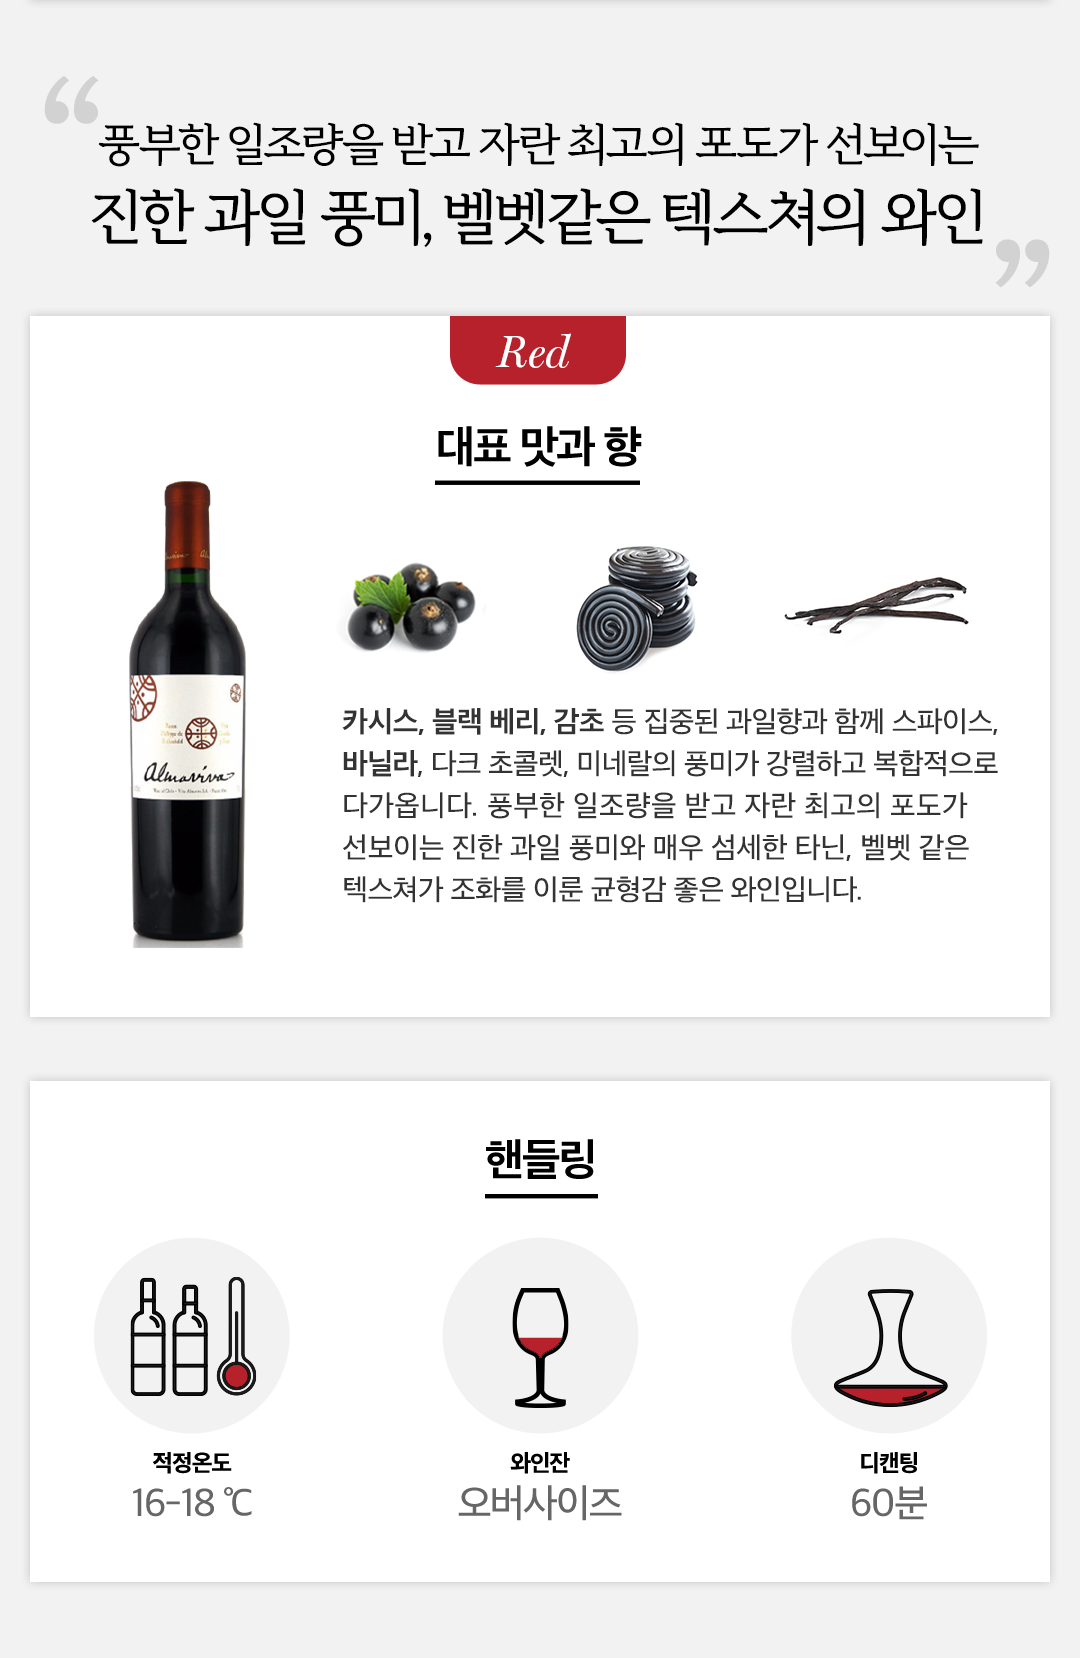 “풍부한 일조량을 받고 자란 최고의 포도가 선보이는
진한 과일 풍미, 벨벳같은 텍스쳐의 와인”
Red
대표 맛과 향
Almaviva
카시스, 블랙 베리, 감초 등 집중된 과일향과 함께 스파이스,
바닐라, 다크 초콜렛, 미네랄의 풍미가 강렬하고 복합적으로
다가옵니다. 풍부한 일조량을 받고 자란 최고의 포도가
선보이는 진한 과일 풍미와 매우 섬세한 타닌, 벨벳 같은
텍스쳐가 조화를 이룬 균형감 좋은 와인입니다.
핸들링
적정온도
16-18 ℃
와인잔
오버사이즈
디캔팅
60분